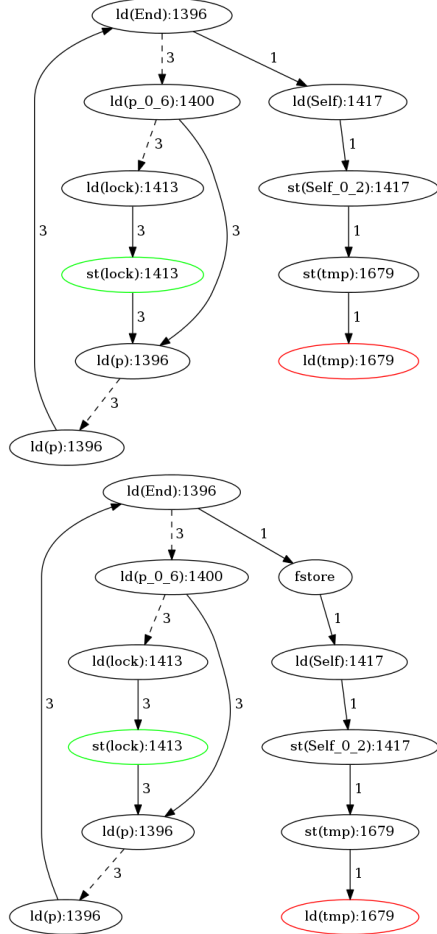 ld(End):1396
3
1
ld(p_0_6):1400
ld(Self):1417
3
1
ld(lock):1413
st(Self_0_2):1417
3
3
3
1
st(lock):1413
st(tmp):1679
3
1
ld(p):1396
ld(tmp):1679
3
ld(p):1396
ld(End):1396
3
1
ld(p_0_6):1400
fstore
3
1
ld(lock):1413
ld(Self):1417
3
3
3
1
st(lock):1413
st(Self_0_2):1417
3
1
ld(p):1396
st(tmp):1679
3
1
ld(p):1396
ld(tmp):1679